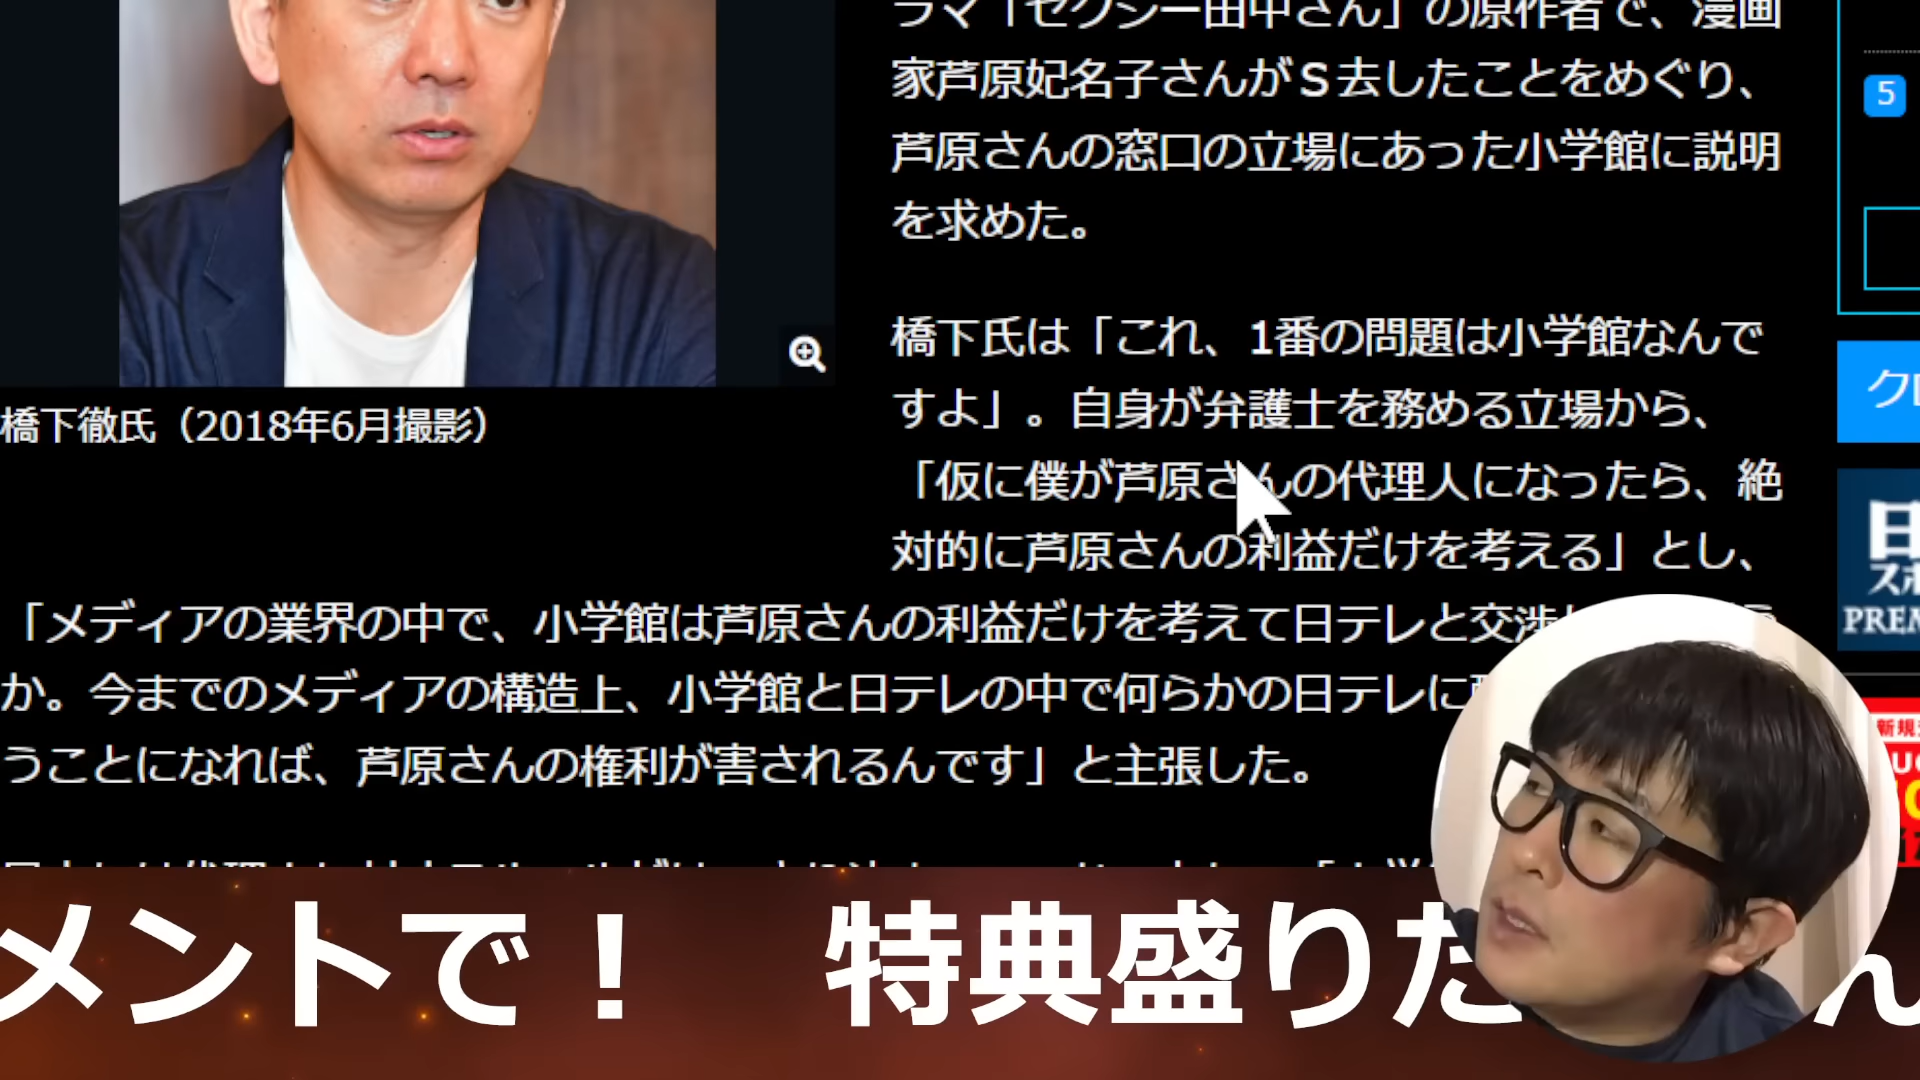 ラマ「セクシー田中さん」の原作者で、漫画
家芦原妃名子さんがS去したことをめぐり、
芦原さんの窓口の立場にあった小学館に説明
を求めた。
橋下氏は「これ、1番の問題は小学館なんで
すよ」。自身が弁護士を務める立場から、
「仮に僕が芦原さんの代理人になったら、絶
対的に芦原さんの利益だけを考える」とし、
「メディアの業界の中で、小学館は芦原さんの利益だけを考えて日テレと交渉
か。今までのメディアの構造上、小学館と日テレの中で何らかの日テレに
うことになれば、芦原さんの権利が害されるんです」と主張した。
橋下徹氏（2018年6月撮影）
5
ク
日
スポ
PREM
新規
メントで！　特典盛りだ
ん